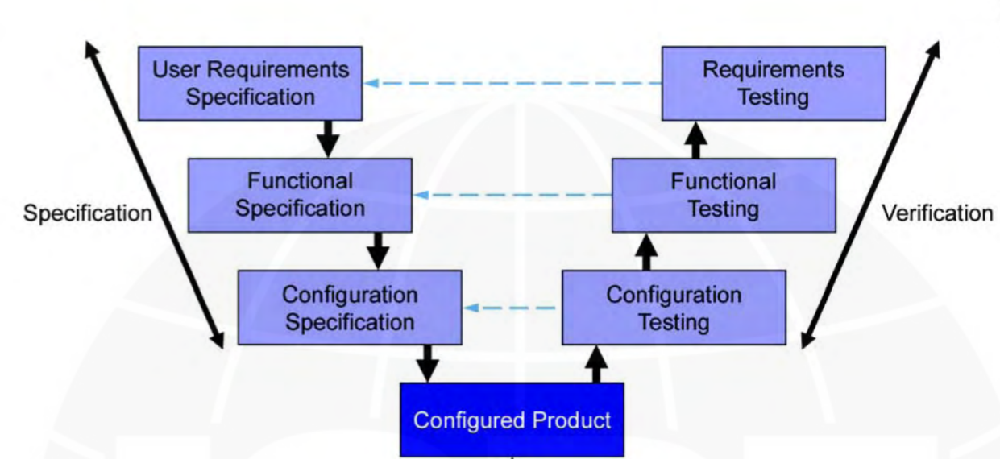 User Requirements
Specification
Requirements
Testing
Functional
Specification
Functional
Testing
Specification
Verification
Configuration
Specification
Configuration
Testing
Configured Product